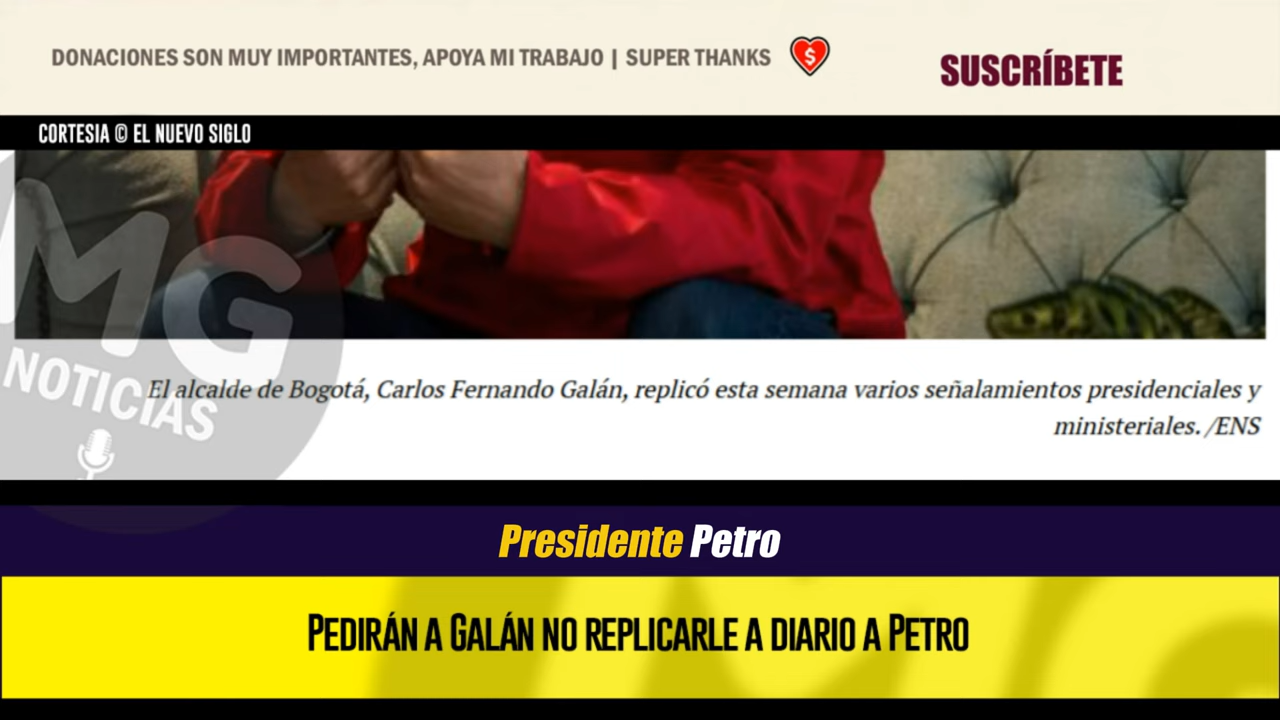 DONACIONES SON MUY IMPORTANTES, APOYA MI TRABAJO | SUPER THANKS
SUSCRÍBETE
CORTESIA © EL NUEVO SIGLO
MG
NOTICIAS
El alcalde de Bogotá, Carlos Fernando Galán, replicó esta semana varios señalamientos presidenciales y
ministeriales. /ENS
Presidente Petro
PEDIRÁN A GALÁN NO REPLICARLE A DIARIO A PETRO